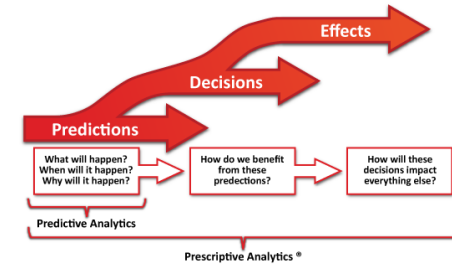 Effects
Decisions
Predictions
What will happen?
When will it happen?
Why will it happen?
How do we benefit
from these
predections?
How will these
decisions impact
everything else?
Predictive Analytics
Prescriptive Analytics ®